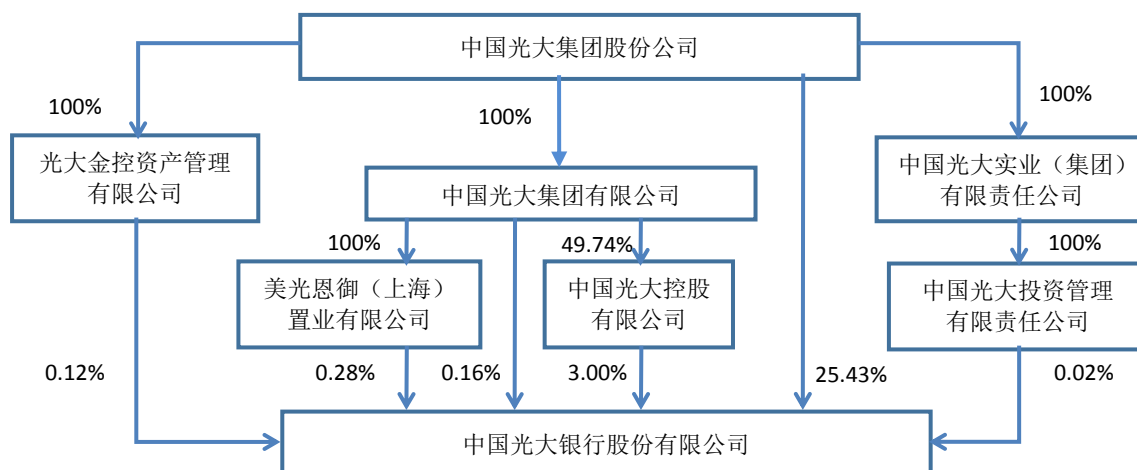 中国光大集团股份公司
100%
100%
100%
光大金控资产管理
有限公司
中国光大集团有限公司
中国光大实业（集团）
有限责任公司
100%
49.74%
100%
美光恩御（上海）
置业有限公司
中国光大控股
有限公司
中国光大投资管理
有限责任公司
0.12%
0.28%
0.16%
3.00%
25.43%
0.02%
中国光大银行股份有限公司